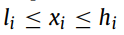 lᵢ ≤ xᵢ ≤ hᵢ